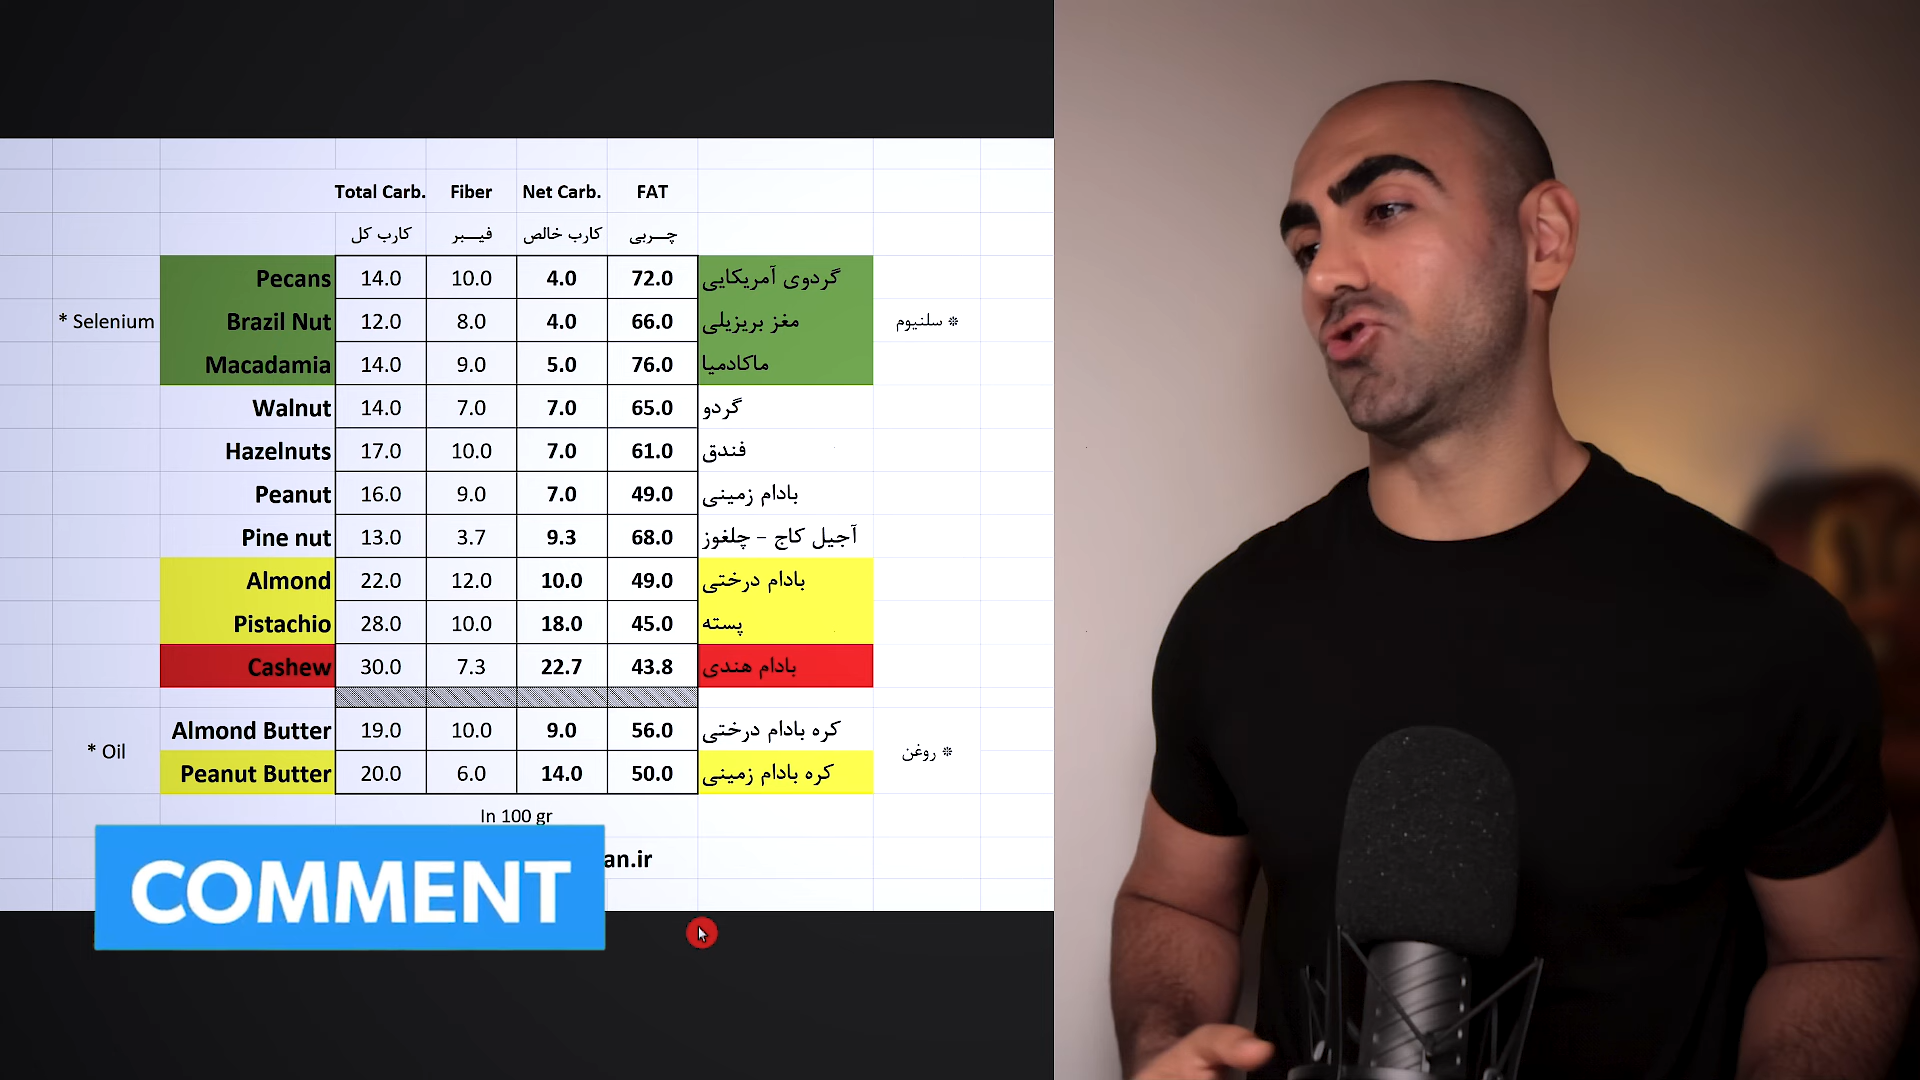 Total Carb. Fiber Net Carb. FAT
کارب کل فیـــبر کارب خالص چـــربی
Pecans 14.0 10.0 4.0 72.0 گردوی آمریکایی
* Selenium Brazil Nut 12.0 8.0 4.0 66.0 مغز بریزیلی * سلنیوم
Macadamia 14.0 9.0 5.0 76.0 ماکادمیا
Walnut 14.0 7.0 7.0 65.0 گردو
Hazelnuts 17.0 10.0 7.0 61.0 فندق
Peanut 16.0 9.0 7.0 49.0 بادام زمینی
Pine nut 13.0 3.7 9.3 68.0 آجیل کاج - چلغوز
Almond 22.0 12.0 10.0 49.0 بادام درختی
Pistachio 28.0 10.0 18.0 45.0 پسته
Cashew 30.0 7.3 22.7 43.8 بادام هندی
Almond Butter 19.0 10.0 9.0 56.0 کره بادام درختی
* Oil * روغن
Peanut Butter 20.0 6.0 14.0 50.0 کره بادام زمینی
In 100 gr
an.ir
COMMENT